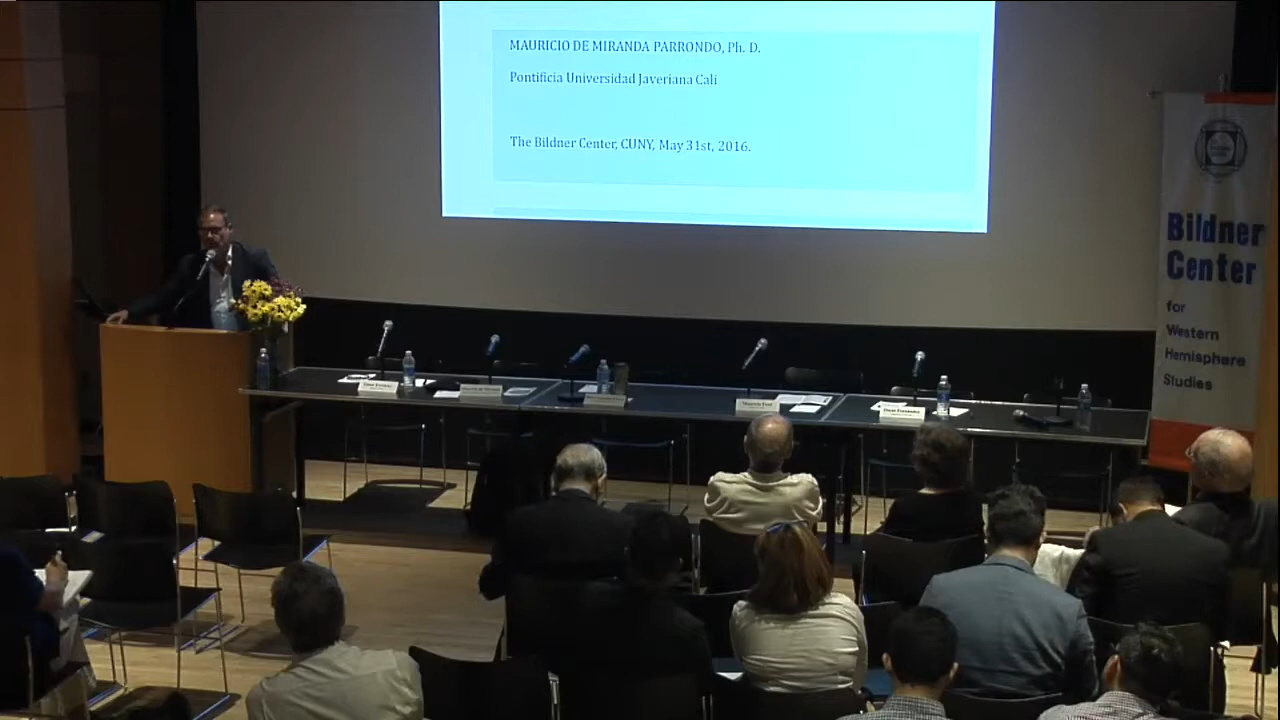 MAURICIO DE MIRANDA PARRONDO, Ph. D.
Pontificia Universidad Javeriana Cali
The Bildner Center, CUNY, May 31st, 2016.
Bildner
Center
for
Western
Hemisphere
Studies